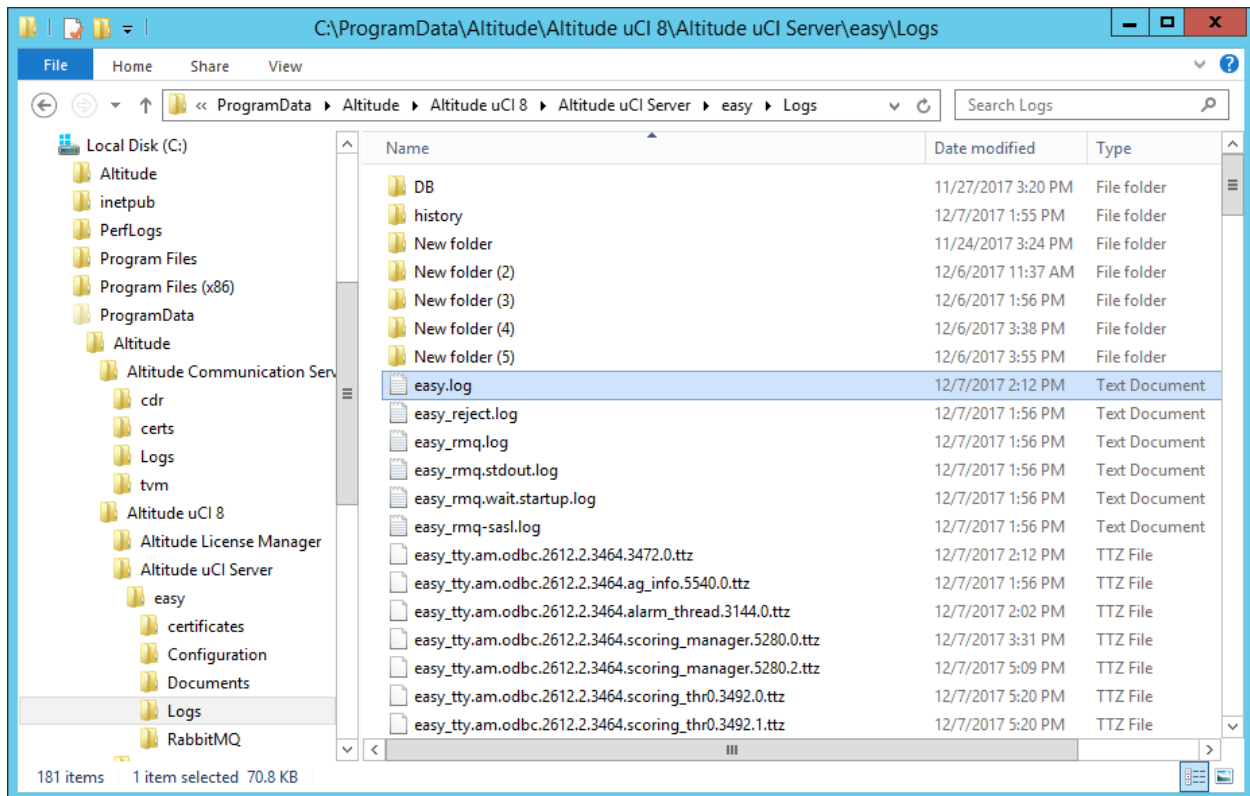 C:\ProgramData\Altitude\Altitude uCI 8\Altitude uCI Server\easy\Logs
File Home Share View
« ProgramData Altitude Altitude uCI 8 Altitude uCI Server easy Logs Search Logs
Local Disk (C:)
Altitude
inetpub
PerfLogs
Program Files
Program Files (x86)
ProgramData
Altitude
Altitude Communication Serv
cdr
certs
Logs
tvm
Altitude uCI 8
Altitude License Manager
Altitude uCI Server
easy
certificates
Configuration
Documents
Logs
RabbitMQ
Name Date modified Type
DB 11/27/2017 3:20 PM File folder
history 12/7/2017 1:55 PM File folder
New folder 11/24/2017 3:24 PM File folder
New folder (2) 12/6/2017 11:37 AM File folder
New folder (3) 12/6/2017 1:56 PM File folder
New folder (4) 12/6/2017 3:38 PM File folder
New folder (5) 12/6/2017 3:55 PM File folder
easy.log 12/7/2017 2:12 PM Text Document
easy_reject.log 12/7/2017 1:56 PM Text Document
easy_rmq.log 12/7/2017 1:56 PM Text Document
easy_rmq.stdout.log 12/7/2017 1:56 PM Text Document
easy_rmq.wait.startup.log 12/7/2017 1:56 PM Text Document
easy_rmq-sasl.log 12/7/2017 1:56 PM Text Document
easy_tty.am.odbc.2612.2.3464.3472.0.ttz 12/7/2017 2:12 PM TTZ File
easy_tty.am.odbc.2612.2.3464.ag_info.5540.0.ttz 12/7/2017 1:56 PM TTZ File
easy_tty.am.odbc.2612.2.3464.alarm_thread.3144.0.ttz 12/7/2017 2:02 PM TTZ File
easy_tty.am.odbc.2612.2.3464.scoring_manager.5280.0.ttz 12/7/2017 3:31 PM TTZ File
easy_tty.am.odbc.2612.2.3464.scoring_manager.5280.2.ttz 12/7/2017 5:09 PM TTZ File
easy_tty.am.odbc.2612.2.3464.scoring_thr0.3492.0.ttz 12/7/2017 5:20 PM TTZ File
easy_tty.am.odbc.2612.2.3464.scoring_thr0.3492.1.ttz 12/7/2017 5:20 PM TTZ File
181 items 1 item selected 70.8 KB